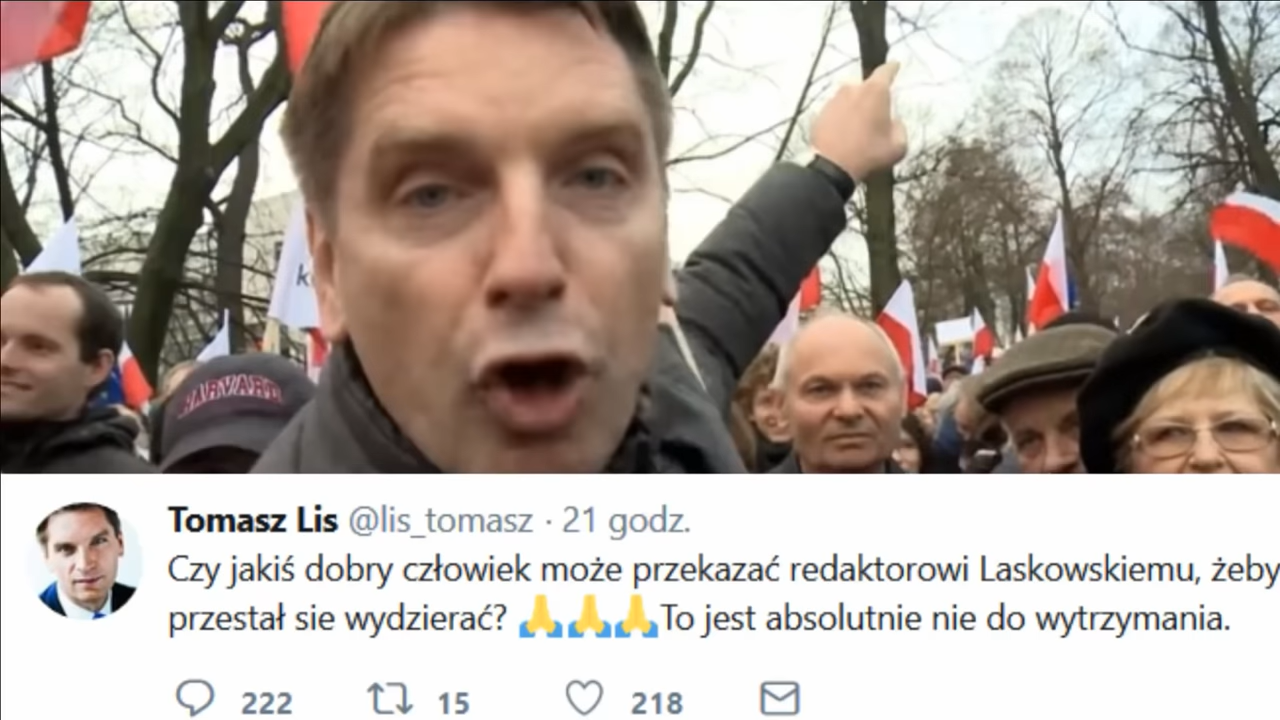 HARVARD
Tomasz Lis @lis_tomasz · 21 godz.
Czy jakiś dobry człowiek może przekazać redaktorowi Laskowskiemu, żeby
przestał sie wydzierać? 🙏🙏🙏To jest absolutnie nie do wytrzymania.
222 15 218